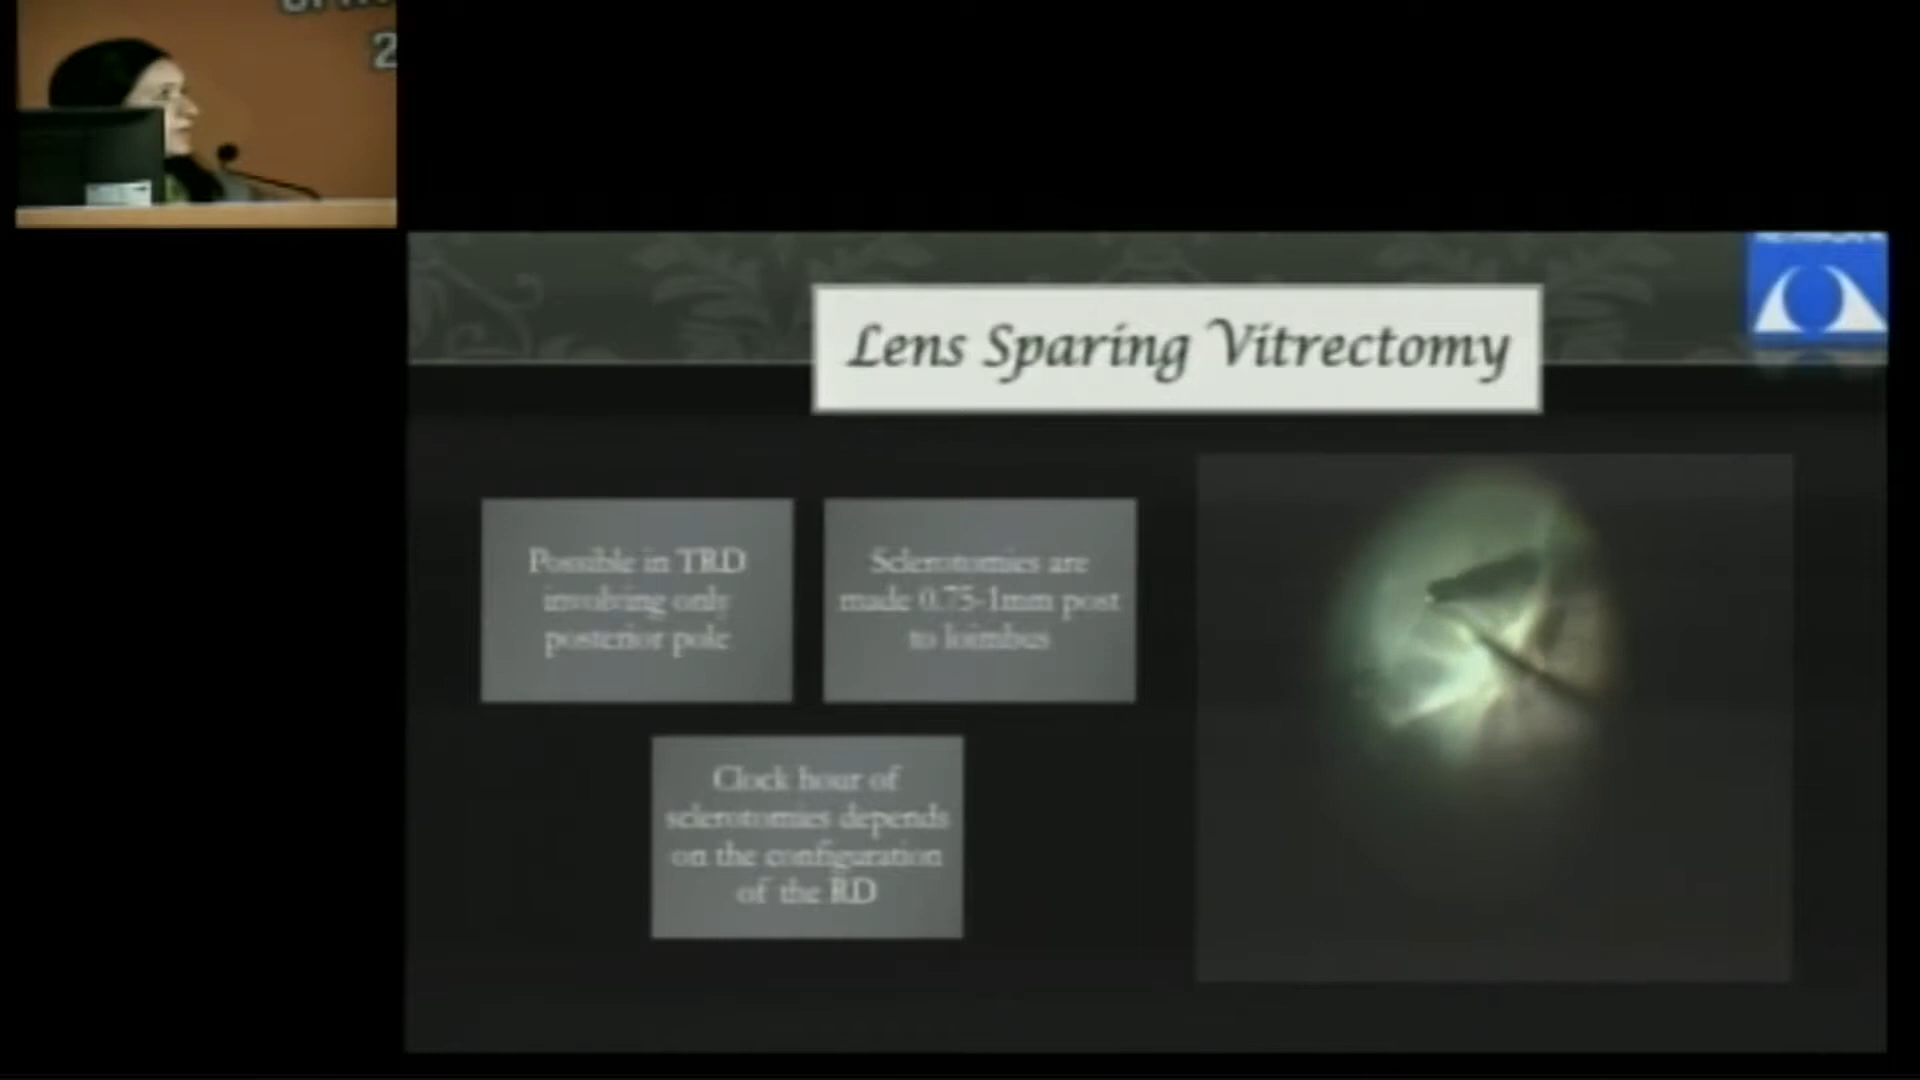 2
Lens Sparing Vitrectomy
Possible in TRD
involving only
posterior pole
Sclerotomies are
made 0.75-1mm post
to loimbus
Clock hour of
sclerotomies depends
on the configuration
of the RD